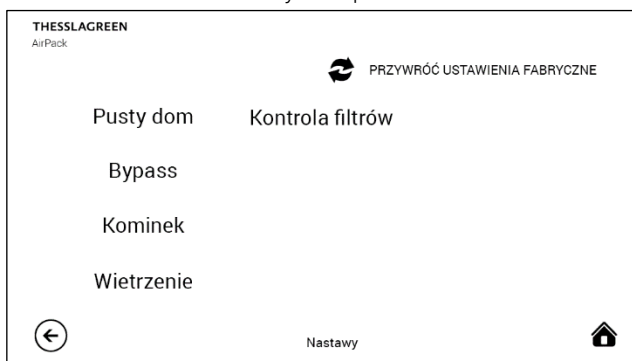 THESSLAGREEN
AirPack
PRZYWRÓĆ USTAWIENIA FABRYCZNE
Pusty dom
Kontrola filtrów
Bypass
Kominek
Wietrzenie
Nastawy